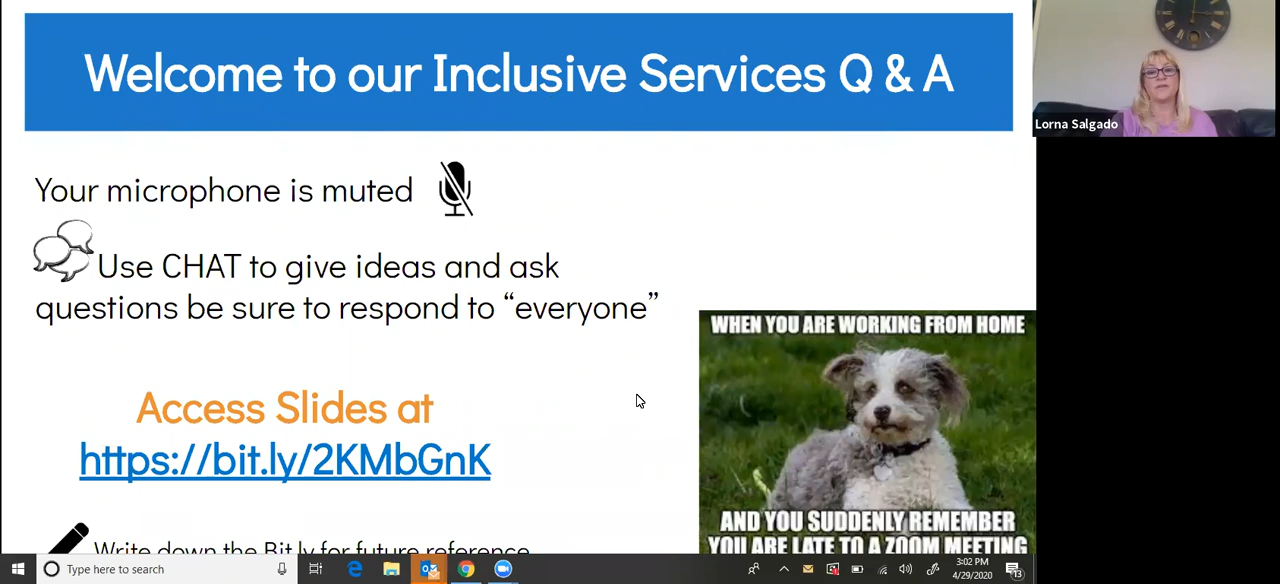 Welcome to our Inclusive Services Q & A
Lorna Salgado
Your microphone is muted
Use CHAT to give ideas and ask
questions be sure to respond to “everyone”
WHEN YOU ARE WORKING FROM HOME
Access Slides at
https://bit.ly/2KMbGnK
AND YOU SUDDENLY REMEMBER
YOU ARE LATE TO A ZOOM MEETING
Write down the Bit.ly for future reference
Type here to search
3:02 PM
4/29/2020
13